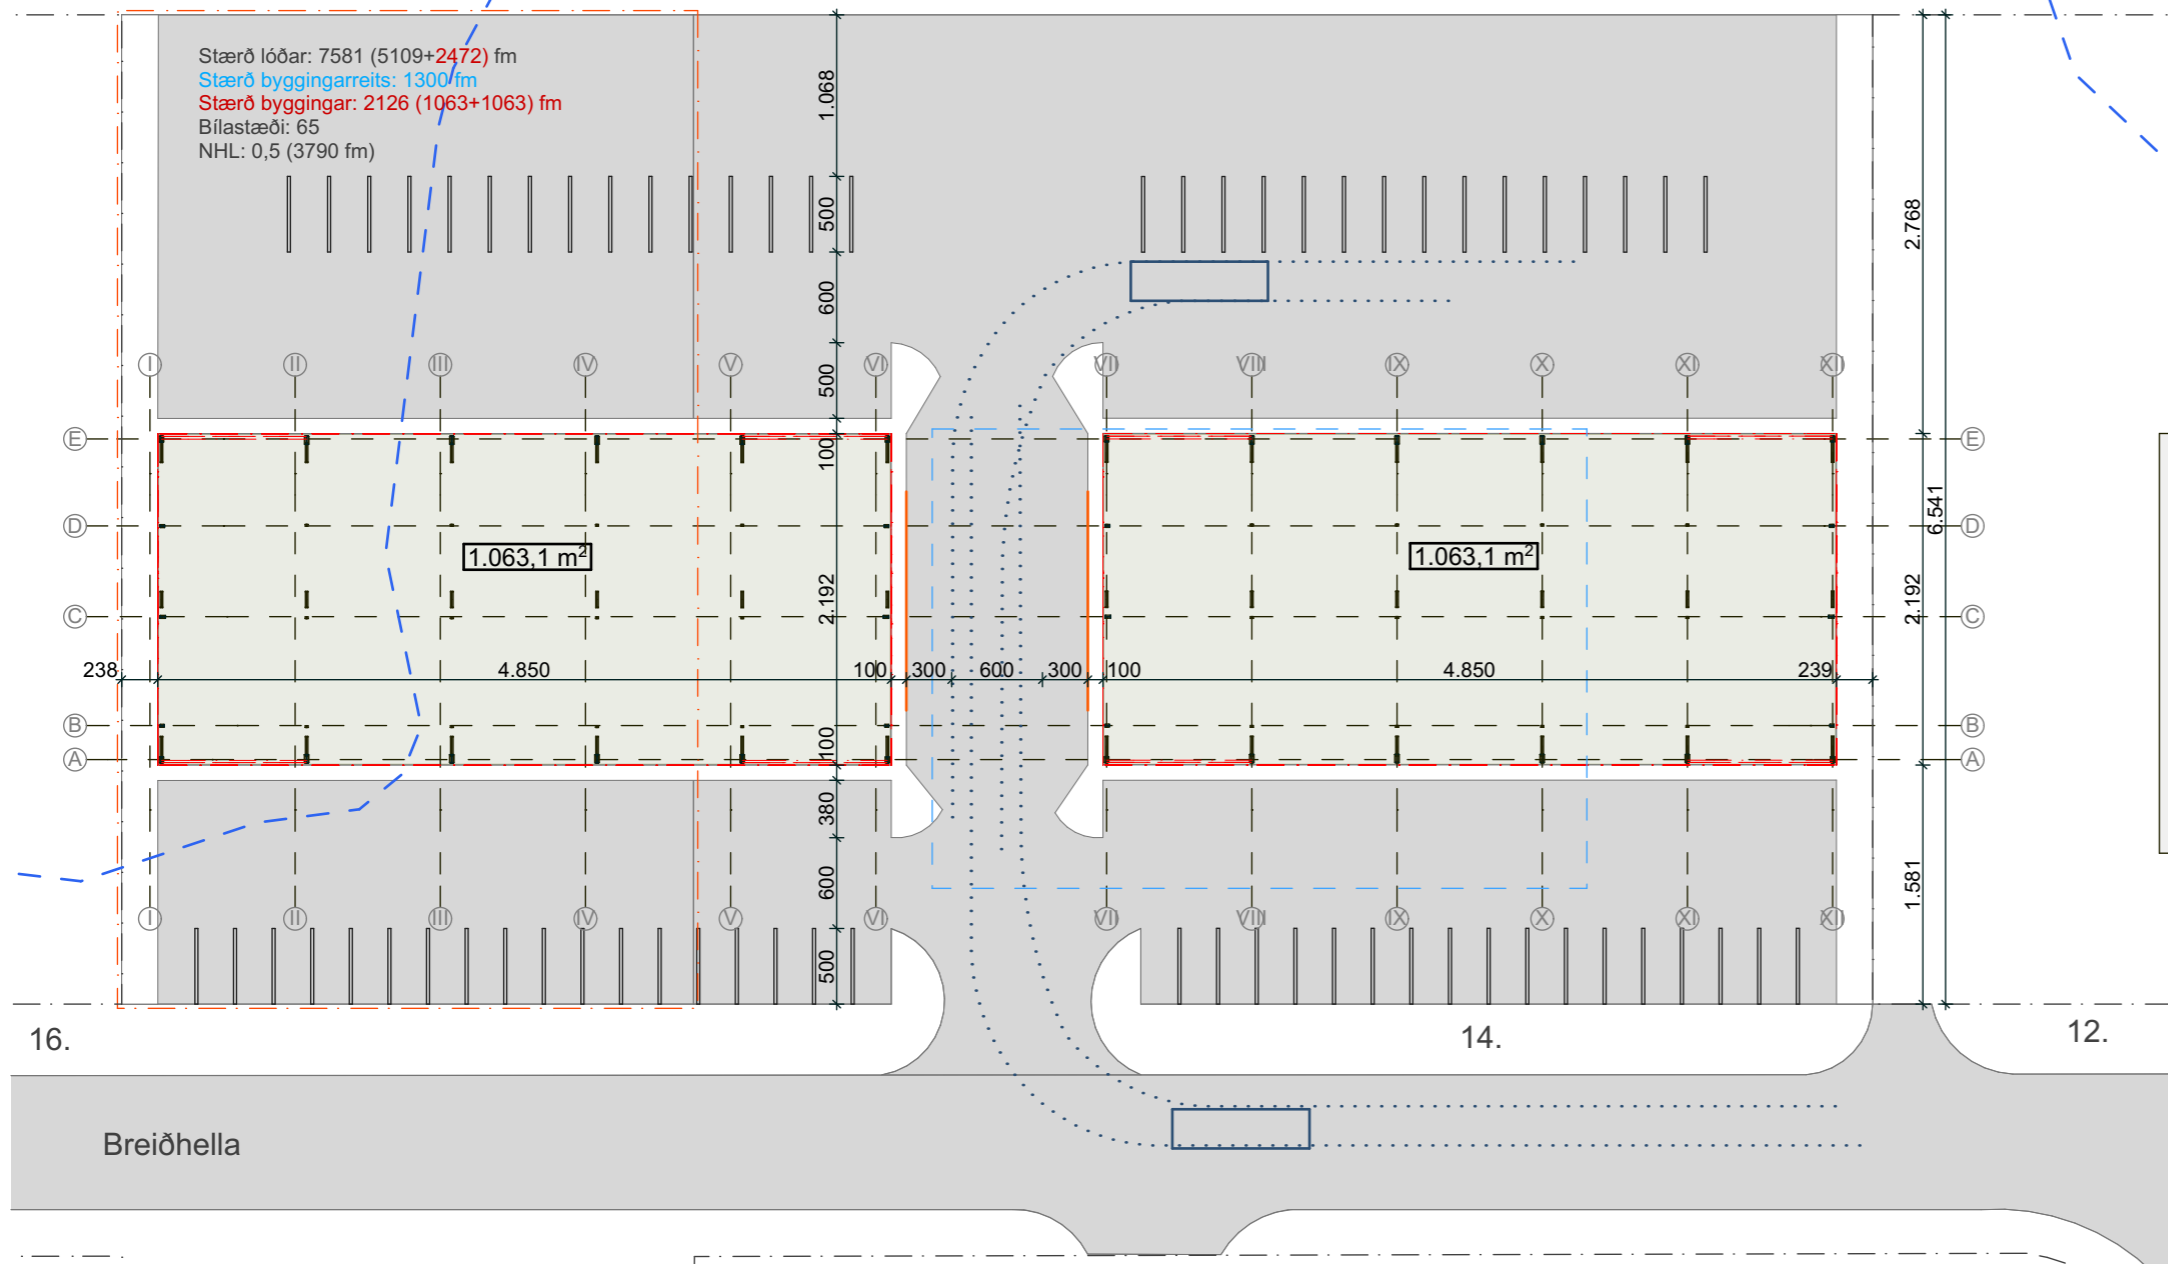 Stærð lóðar: 7581 (5109+2472) fm
Stærð byggingarreits: 1300 fm
Stærð byggingar: 2126 (1063+1063) fm
Bílastæði: 65
NHL: 0,5 (3790 fm)
1.068
500
600
500
100
2.192
100
380
600
500
2.768
6.541
2.192
1.581
I II III IV V VI VII VIII IX X XI XII
E E
D D
1.063,1 m² 1.063,1 m²
C C
238 4.850 100 300 600 300 100 4.850 239
B B
A A
I II III IV V VI VII VIII IX X XI XII
16. 14. 12.
Breiðhella